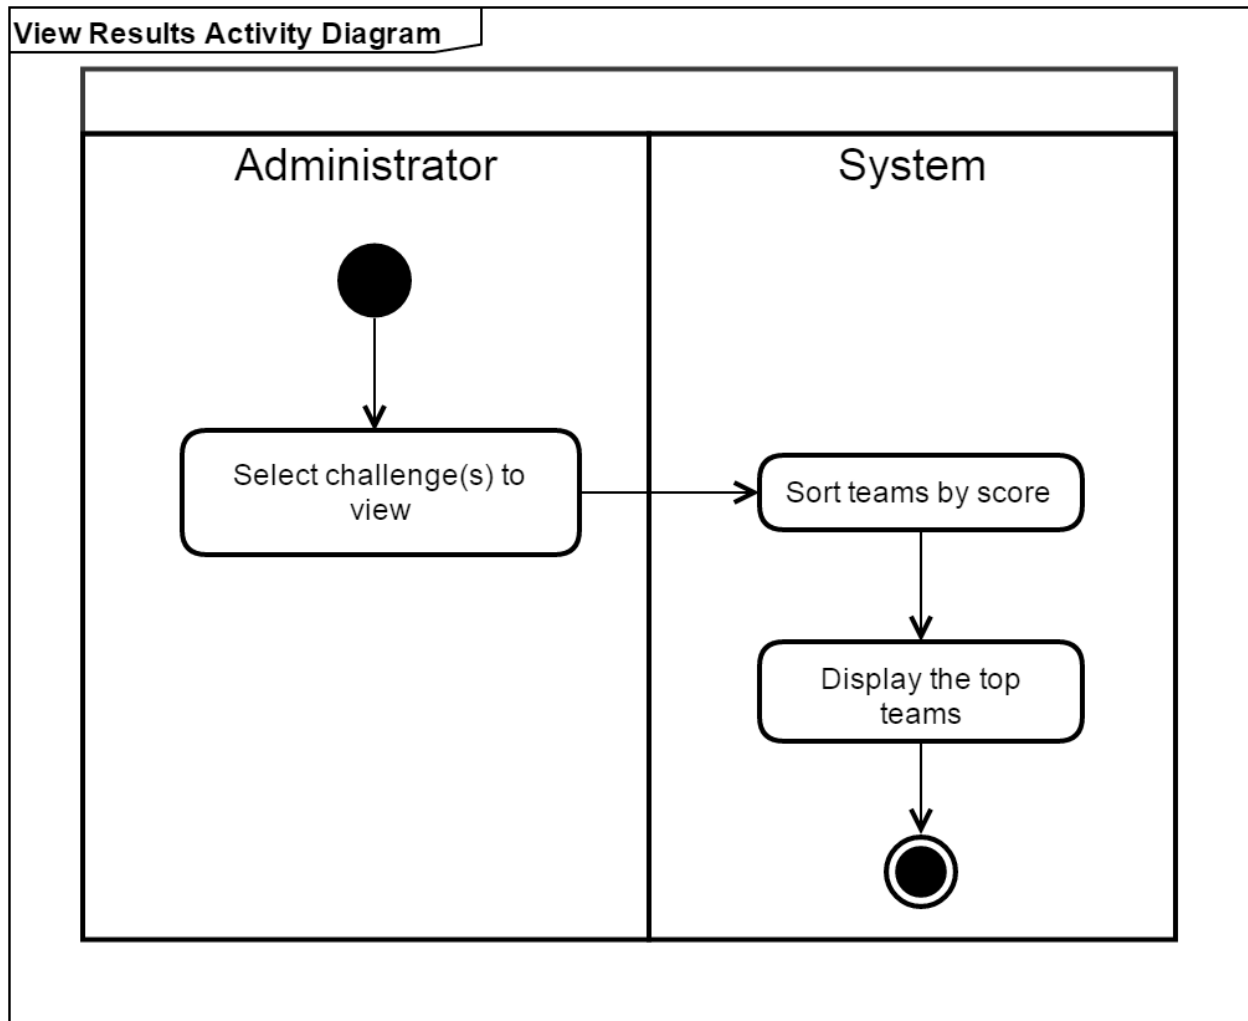 View Results Activity Diagram
Administrator
System
Select challenge(s) to
view
Sort teams by score
Display the top
teams